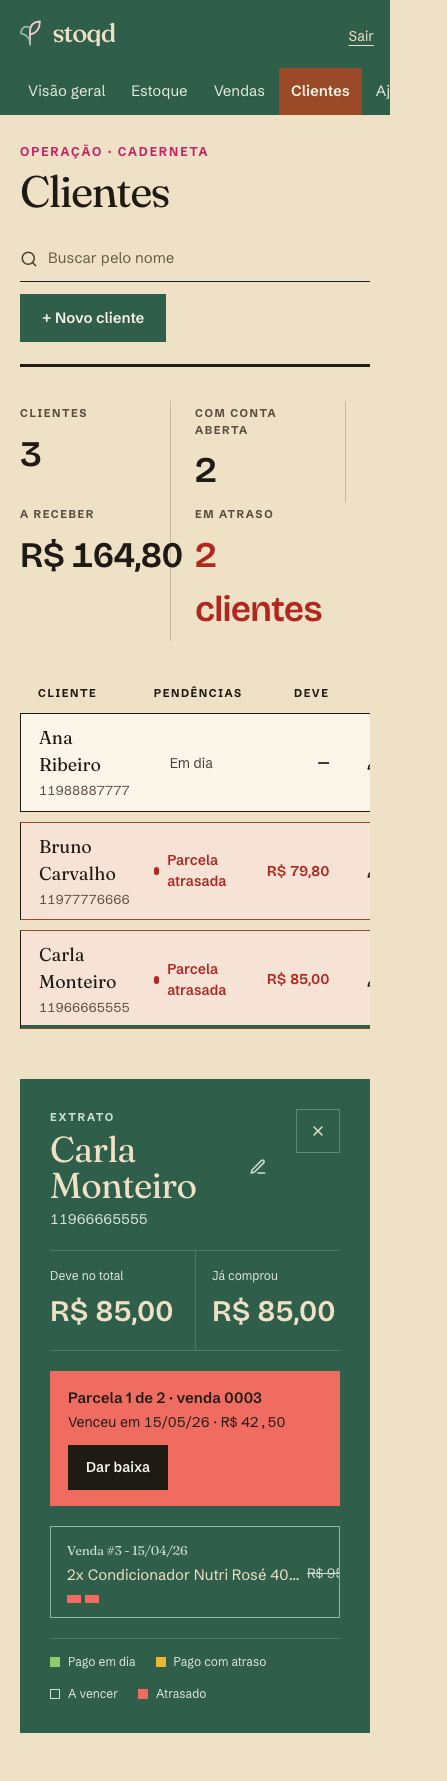 stoqd
Sair
Visão geral Estoque Vendas Clientes Aj
OPERAÇÃO · CADERNETA
Clientes
Buscar pelo nome
+ Novo cliente
CLIENTES
3
COM CONTA
ABERTA
2
A RECEBER
R$ 164,80
EM ATRASO
2
clientes
CLIENTE PENDÊNCIAS DEVE
Ana
Ribeiro
11988887777
Em dia
—
Bruno
Carvalho
11977776666
Parcela
atrasada
R$ 79,80
Carla
Monteiro
11966665555
Parcela
atrasada
R$ 85,00
EXTRATO
Carla
Monteiro
11966665555
Deve no total
R$ 85,00
Já comprou
R$ 85,00
Parcela 1 de 2 · venda 0003
Venceu em 15/05/26 · R$ 42,50
Dar baixa
Venda #3 - 15/04/26
2x Condicionador Nutri Rosé 40... R$ 95
Pago em dia Pago com atraso
A vencer Atrasado